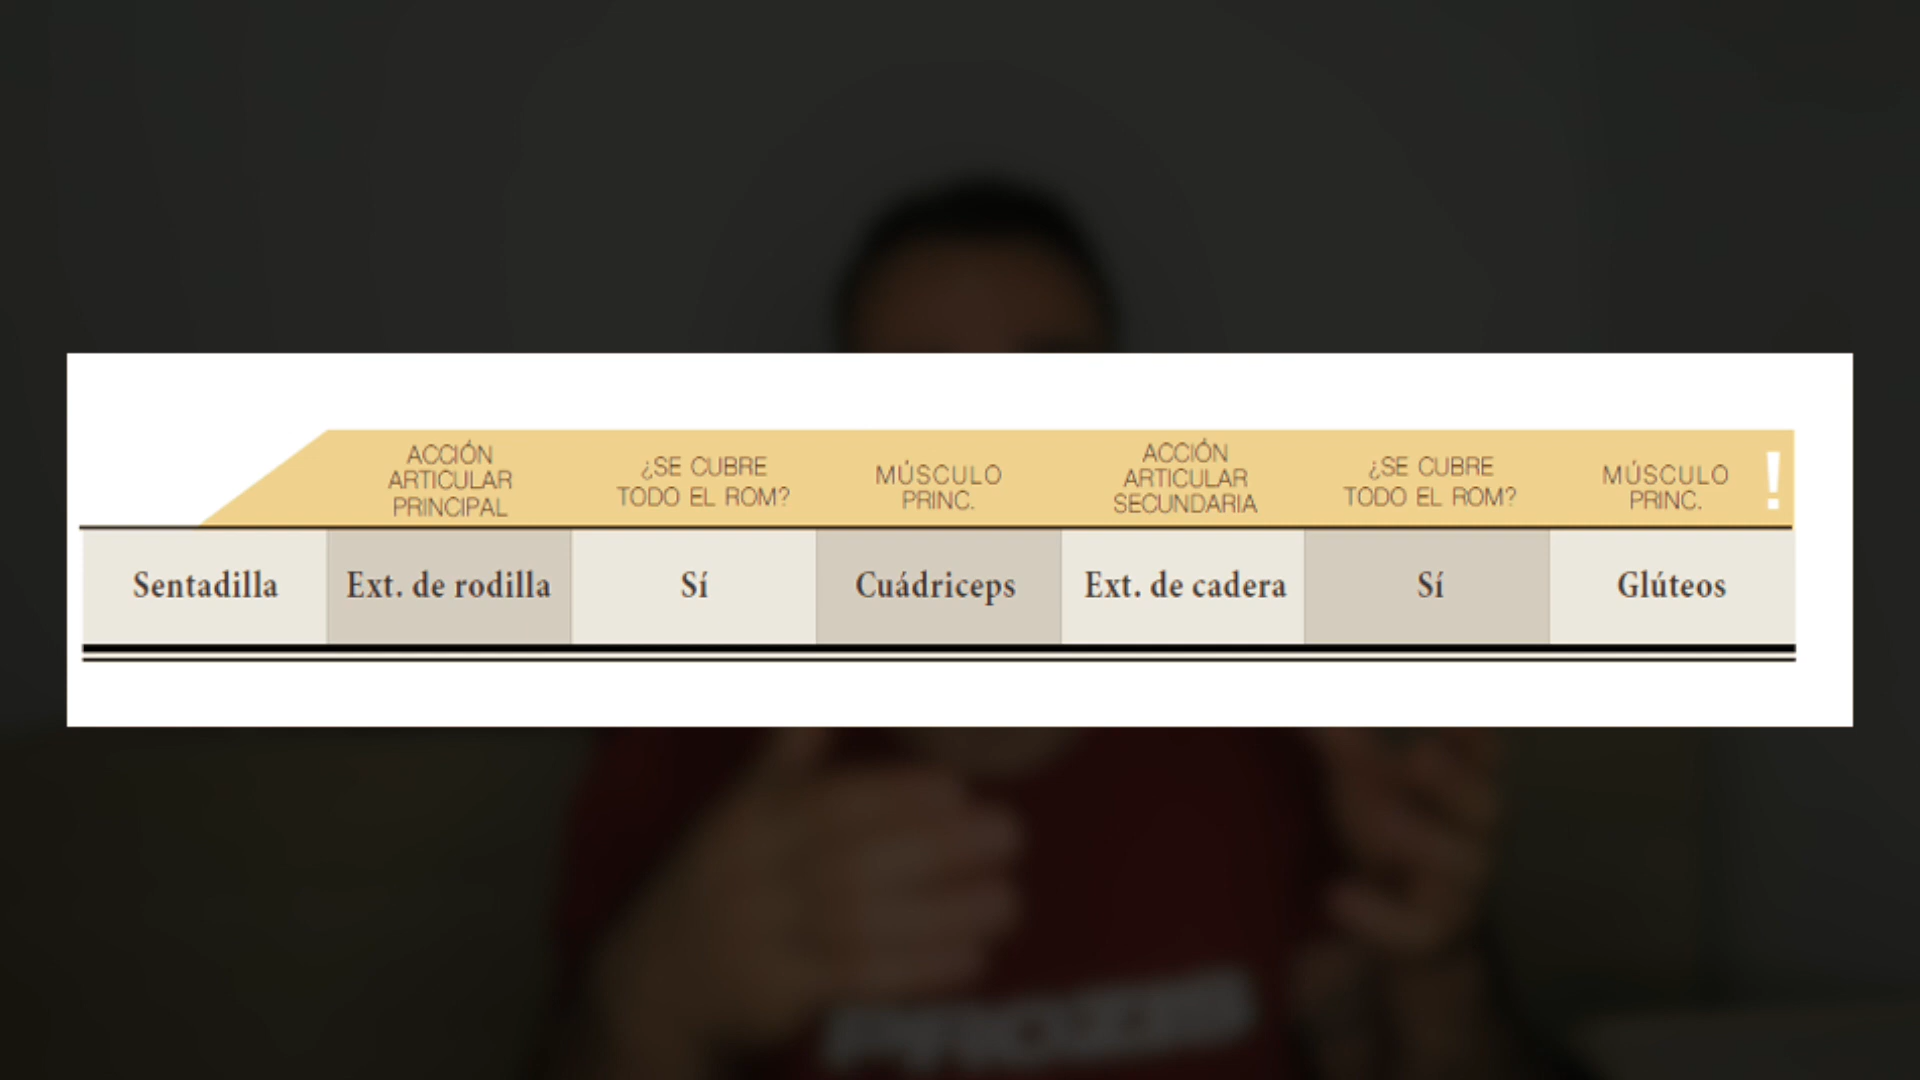 ACCIÓN
ARTICULAR
PRINCIPAL
¿SE CUBRE
TODO EL ROM?
MÚSCULO
PRINC.
ACCIÓN
ARTICULAR
SECUNDARIA
¿SE CUBRE
TODO EL ROM?
MÚSCULO
PRINC.
!
Sentadilla
Ext. de rodilla
Sí
Cuádriceps
Ext. de cadera
Sí
Glúteos
PROZIS